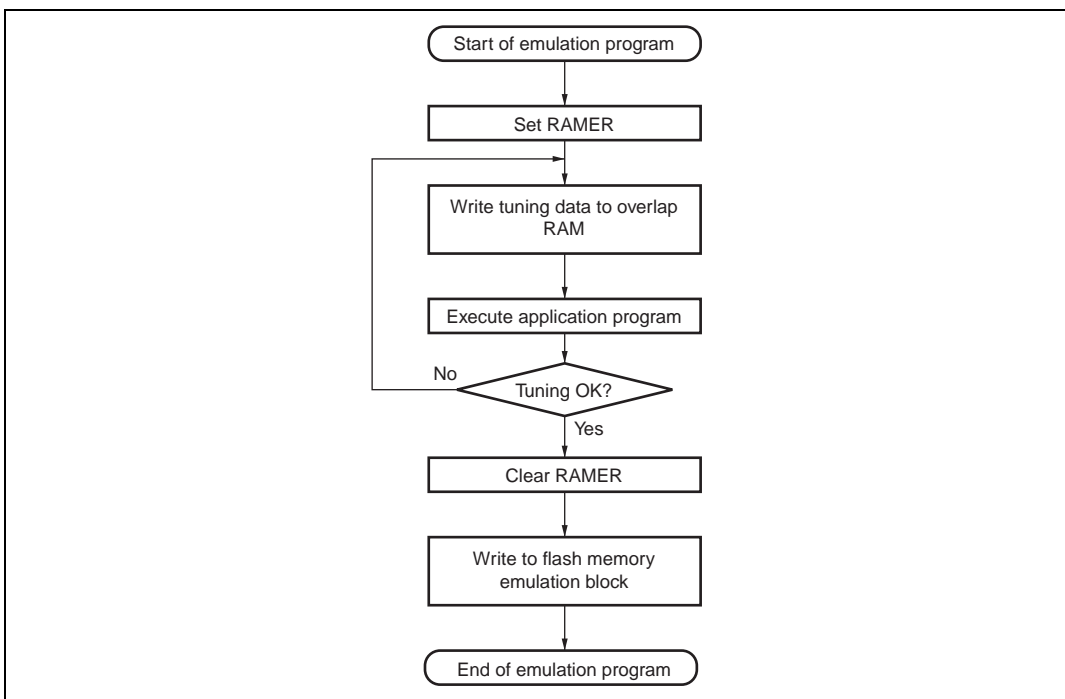 Start of emulation program
Set RAMER
Write tuning data to overlap
RAM
Execute application program
No
Tuning OK?
Yes
Clear RAMER
Write to flash memory
emulation block
End of emulation program